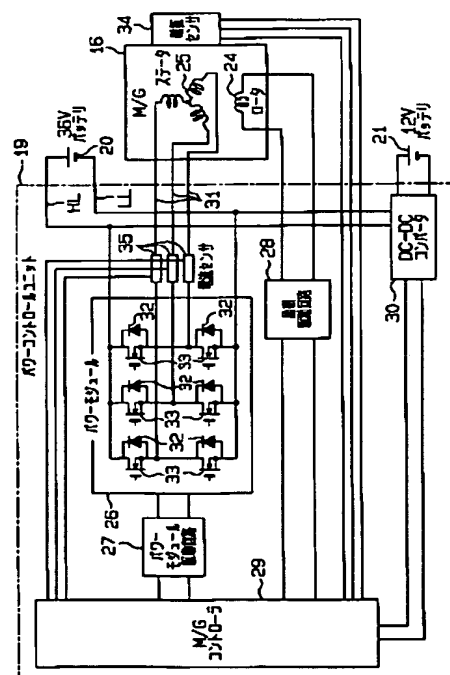 19
パワーコントロールユニット
36V
バッテリ
20
HL
LL
16
34
センサ
M/G
ステータ
25
24
ロータ
31
35
電流センサ
パワーモジュール
32
32
32
33
33
33
26
27
パワー
モジュール
駆動回路
28
21
12V
バッテリ
DC-DC
コンバータ
30
29
M/G
コントローラ